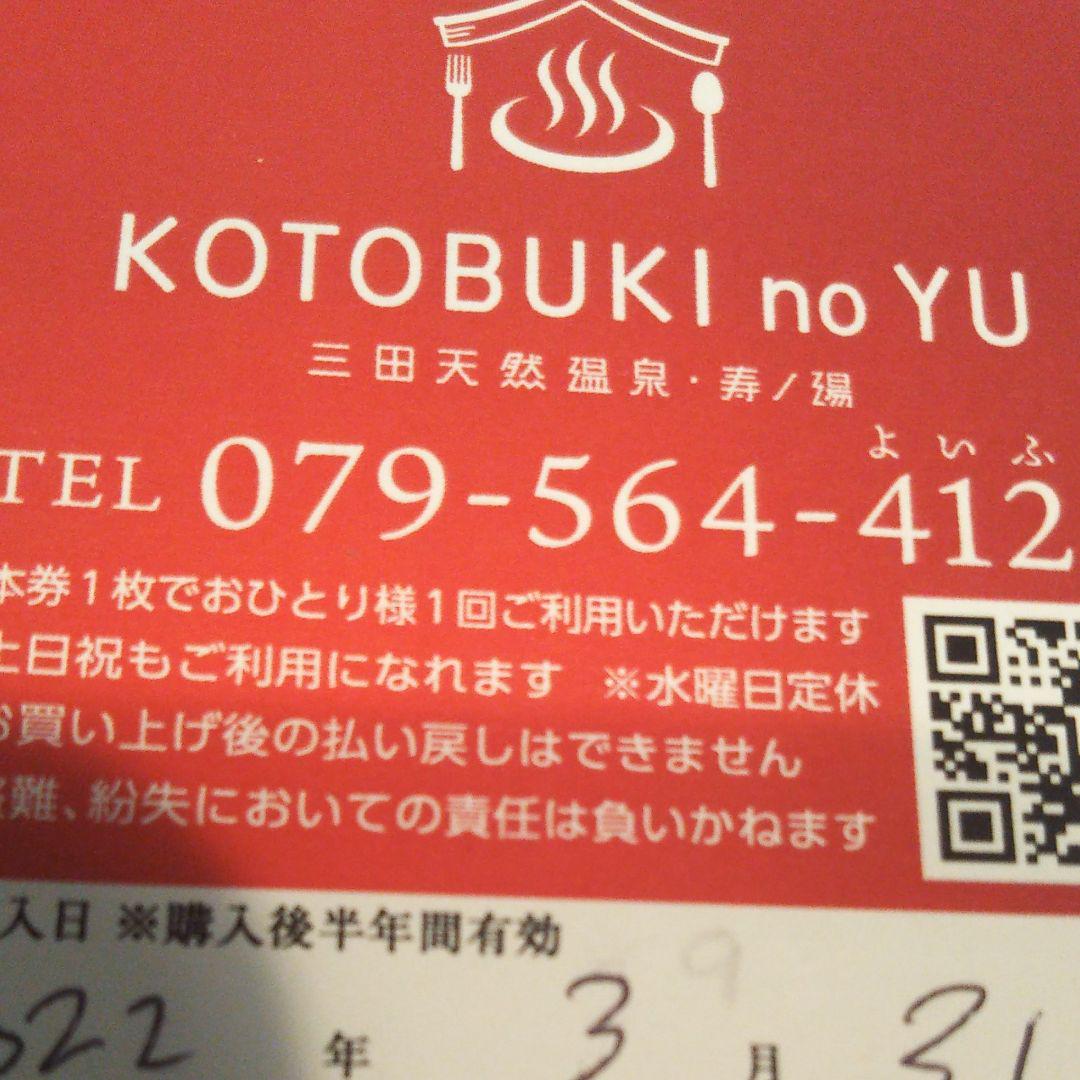 KOTOBUKI no YU
三田天然温泉・寿ノ湯
よいふ
TEL 079-564-412
本券1枚でおひとり様1回ご利用いただけます
土日祝もご利用になれます ※水曜日定休
お買い上げ後の払い戻しはできません
盗難、紛失においての責任は負いかねます
入日 ※購入後半年間有効
22 年 3 月 31